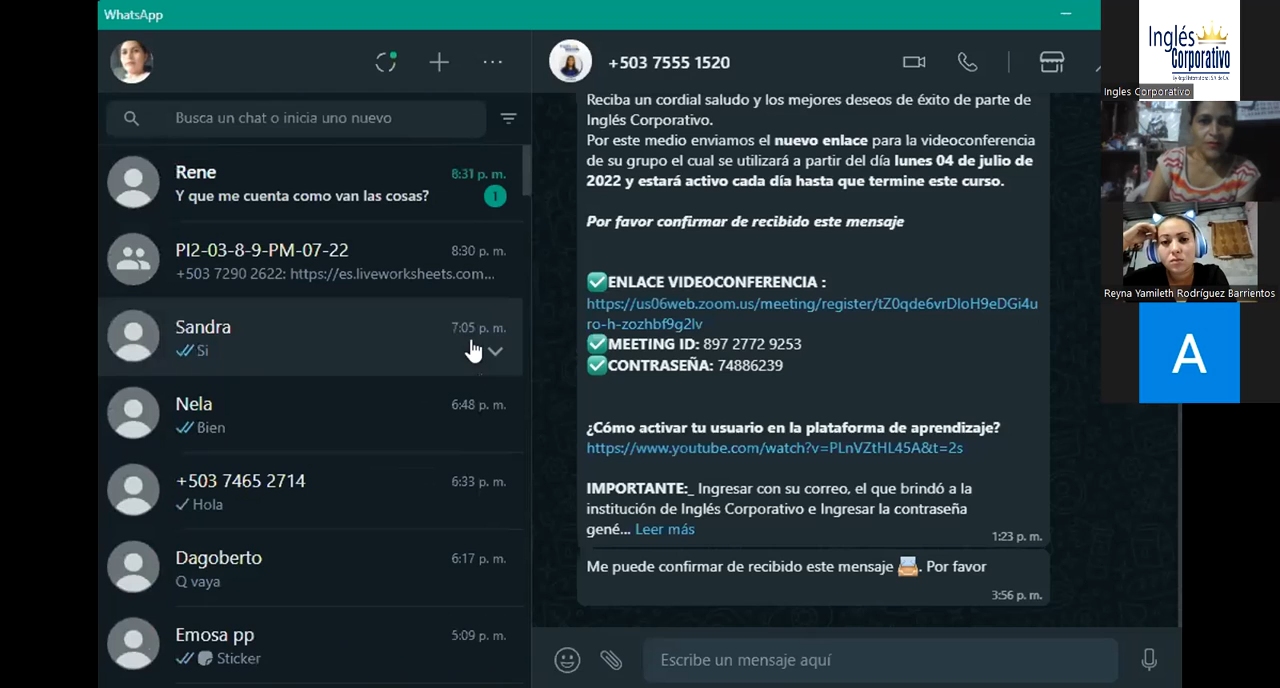 WhatsApp
Busca un chat o inicia uno nuevo
Rene
8:31 p. m.
Y que me cuenta como van las cosas?
1
PI2-03-8-9-PM-07-22
8:30 p. m.
+503 7290 2622: https://es.liveworksheets.com...
Sandra
7:05 p. m.
Si
Nela
6:48 p. m.
Bien
+503 7465 2714
6:33 p. m.
Hola
Dagoberto
6:17 p. m.
Q vaya
Emosa pp
5:09 p. m.
Sticker
+503 7555 1520
Reciba un cordial saludo y los mejores deseos de éxito de parte de
Inglés Corporativo.
Por este medio enviamos el nuevo enlace para la videoconferencia
de su grupo el cual se utilizará a partir del día lunes 04 de julio de
2022 y estará activo cada día hasta que termine este curso.
Por favor confirmar de recibido este mensaje
✅ENLACE VIDEOCONFERENCIA :
https://us06web.zoom.us/meeting/register/tZ0qde6vrDloH9eDGi4u
ro-h-zozhbf9g2lv
✅MEETING ID: 897 2772 9253
✅CONTRASEÑA: 74886239
¿Cómo activar tu usuario en la plataforma de aprendizaje?
https://www.youtube.com/watch?v=PLnVZtHL45A&t=2s
IMPORTANTE:_ Ingresar con su correo, el que brindó a la
institución de Inglés Corporativo e Ingresar la contraseña
gené... Leer más
1:23 p. m.
Me puede confirmar de recibido este mensaje 📨. Por favor
3:56 p. m.
Escribe un mensaje aquí
Inglés
Corporativo
Ingles Corporativo
Reyna Yamileth Rodríguez Barrientos
A